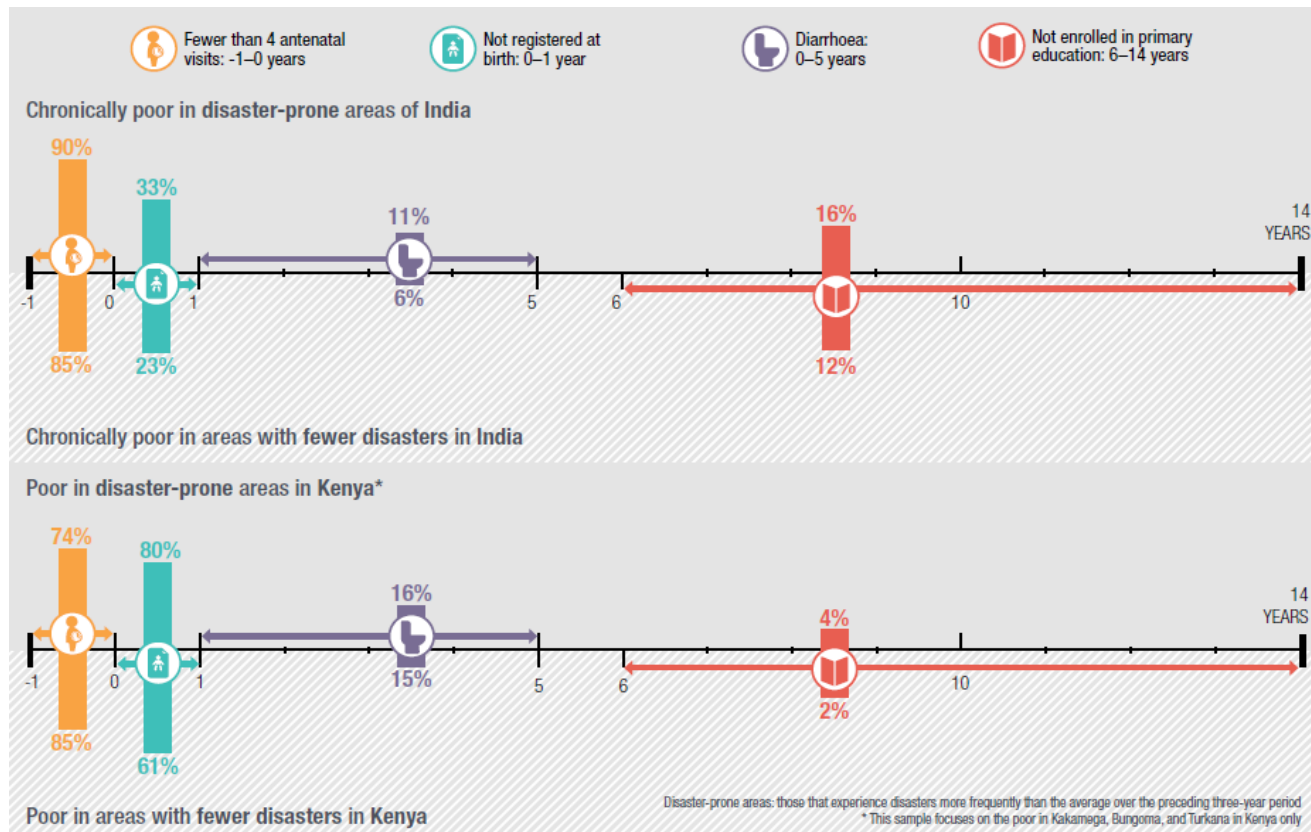 Fewer than 4 antenatal
visits: -1–0 years
Not registered at
birth: 0–1 year
Diarrhoea:
0–5 years
Not enrolled in primary
education: 6–14 years
Chronically poor in disaster-prone areas of India
90%
33%
11%
16%
14
YEARS
-1
0
1
5
6
10
85%
23%
6%
12%
Chronically poor in areas with fewer disasters in India
Poor in disaster-prone areas in Kenya*
74%
80%
16%
4%
14
YEARS
-1
0
1
5
6
10
85%
61%
15%
2%
Poor in areas with fewer disasters in Kenya
Disaster-prone areas: those that experience disasters more frequently than the average over the preceding three-year period
* This sample focuses on the poor in Kakamega, Bungoma, and Turkana in Kenya only